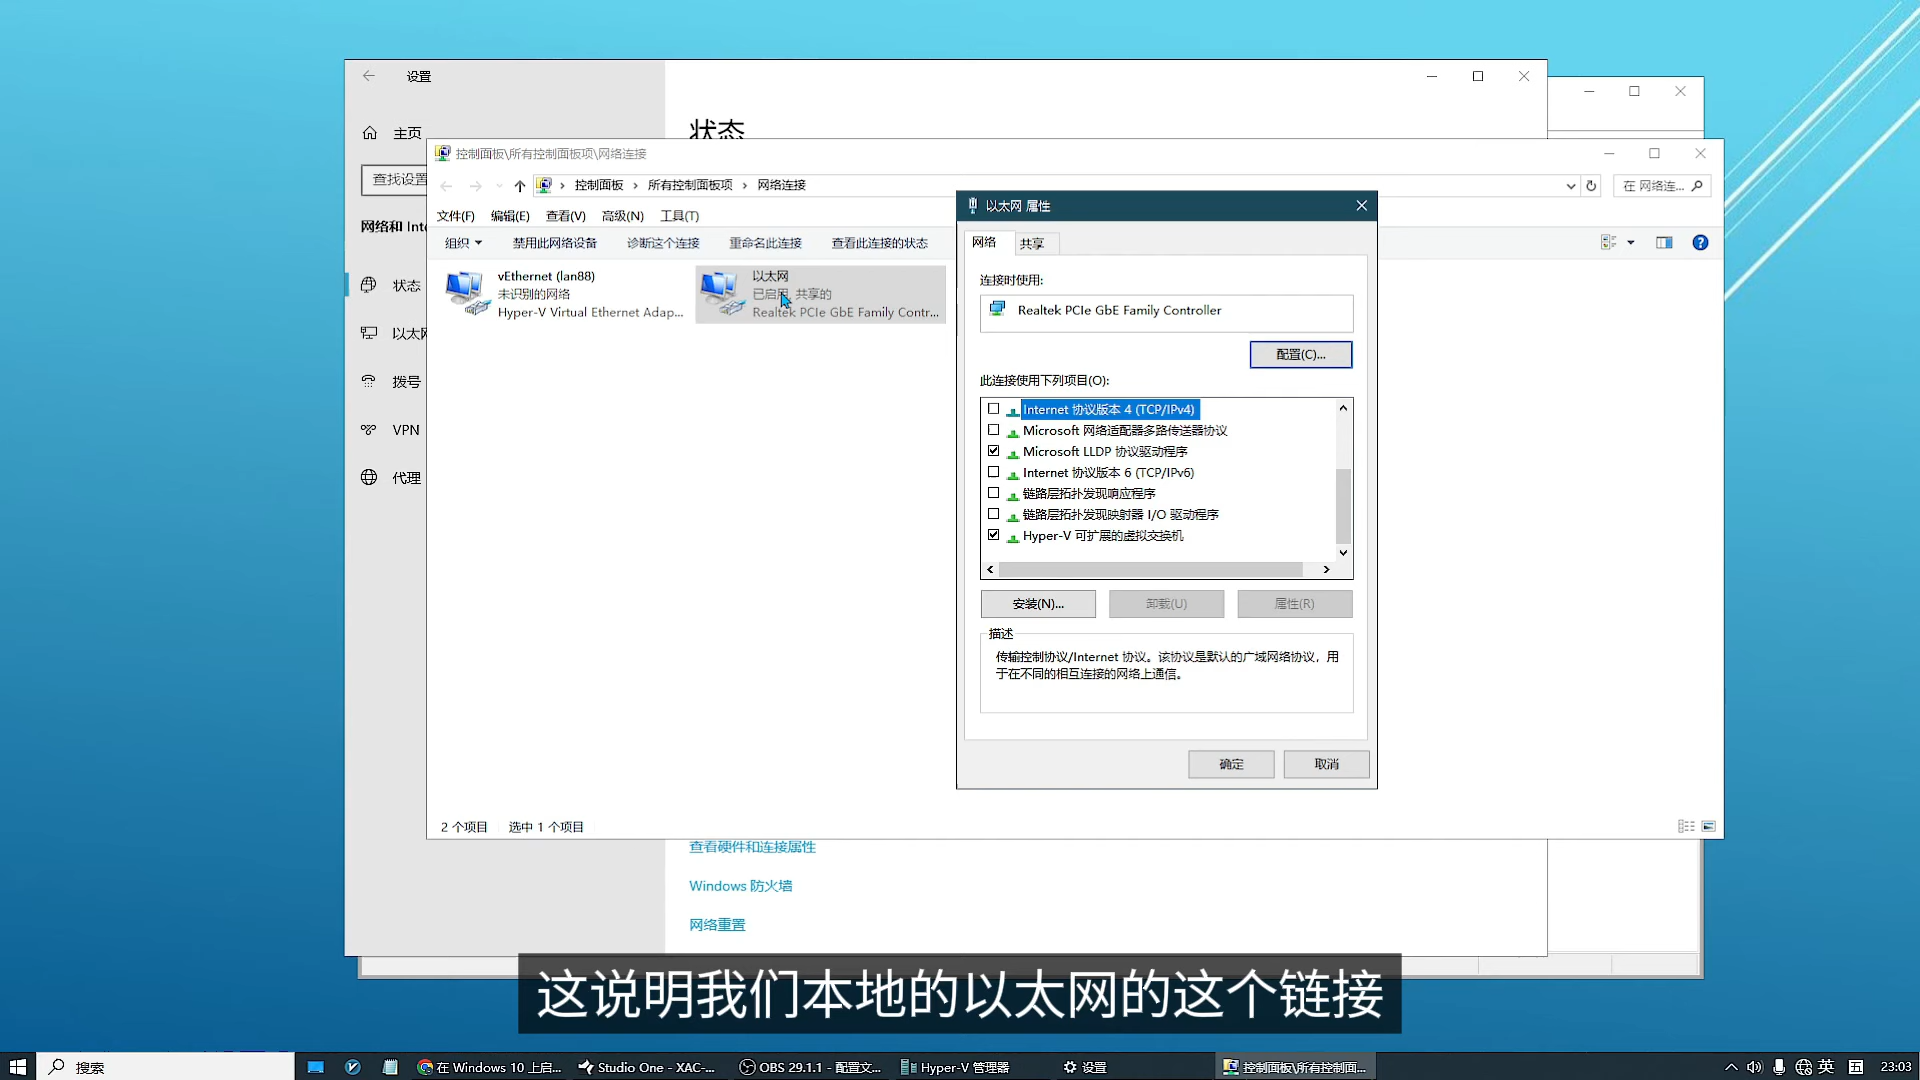 设置
状态
主页
控制面板\所有控制面板项\网络连接
查找设置
控制面板 › 所有控制面板项 › 网络连接
在 网络连...
文件(F) 编辑(E) 查看(V) 高级(N) 工具(T)
网络和 Inte
组织 禁用此网络设备 诊断这个连接 重命名此连接 查看此连接的状态
vEthernet (lan88)
未识别的网络
Hyper-V Virtual Ethernet Adap...
以太网
已启用, 共享的
Realtek PCIe GbE Family Contr...
状态
以太网
拨号
VPN
代理
以太网 属性
网络 共享
连接时使用:
Realtek PCIe GbE Family Controller
配置(C)...
此连接使用下列项目(O):
Internet 协议版本 4 (TCP/IPv4)
Microsoft 网络适配器多路传送器协议
Microsoft LLDP 协议驱动程序
Internet 协议版本 6 (TCP/IPv6)
链路层拓扑发现响应程序
链路层拓扑发现映射器 I/O 驱动程序
Hyper-V 可扩展的虚拟交换机
安装(N)... 卸载(U) 属性(R)
描述
传输控制协议/Internet 协议。该协议是默认的广域网络协议，用
于在不同的相互连接的网络上通信。
确定 取消
2 个项目 选中 1 个项目
查看硬件和连接属性
Windows 防火墙
网络重置
这说明我们本地的以太网的这个链接
搜索
在 Windows 10 上启...
Studio One - XAC-...
OBS 29.1.1 - 配置文...
Hyper-V 管理器
设置
控制面板\所有控制面...
英
23:03